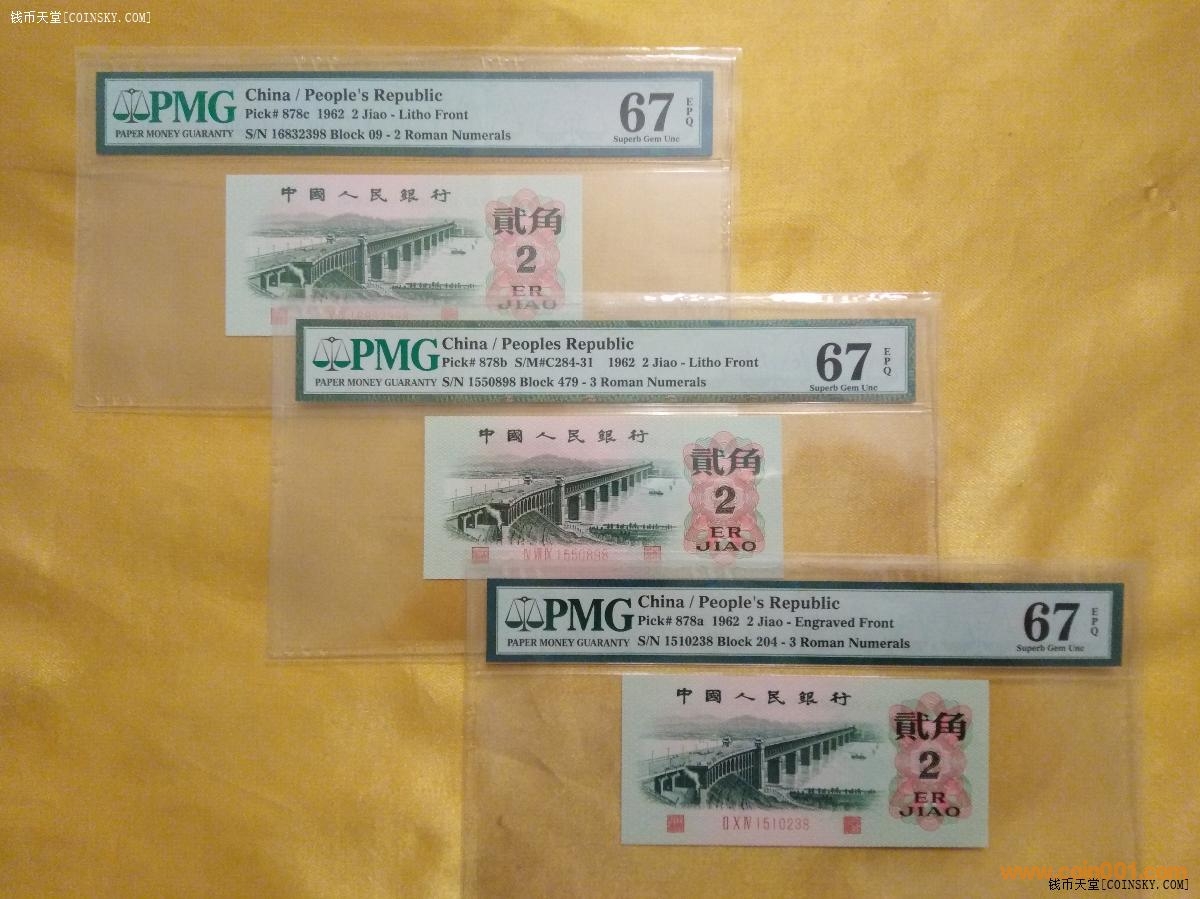 钱币天堂[COINSKY.COM]
PMG
PAPER MONEY GUARANTY
China / People's Republic
Pick# 878c 1962 2 Jiao - Litho Front
S/N 16832398 Block 09 - 2 Roman Numerals
67
EPQ
Superb Gem Unc
中國人民銀行
貳角
2
ER
JIAO
PMG
PAPER MONEY GUARANTY
China / Peoples Republic
Pick# 878b S/M#C284-31 1962 2 Jiao - Litho Front
S/N 1550898 Block 479 - 3 Roman Numerals
67
EPQ
Superb Gem Unc
中國人民銀行
貳角
2
ER
JIAO
Ⅳ Ⅶ Ⅸ 1550898
PMG
PAPER MONEY GUARANTY
China / People's Republic
Pick# 878a 1962 2 Jiao - Engraved Front
S/N 1510238 Block 204 - 3 Roman Numerals
67
EPQ
Superb Gem Unc
中國人民銀行
貳角
2
ER
JIAO
Ⅱ Ⅹ Ⅳ 1510238
钱币天堂[COINSKY.COM]